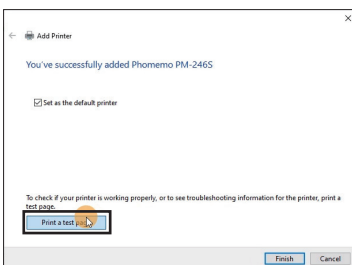 Add Printer
You've successfully added Phomemo PM-246S
Set as the default printer
To check if your printer is working properly, or to see troubleshooting information for the printer, print a
test page.
Print a test page
Finish Cancel